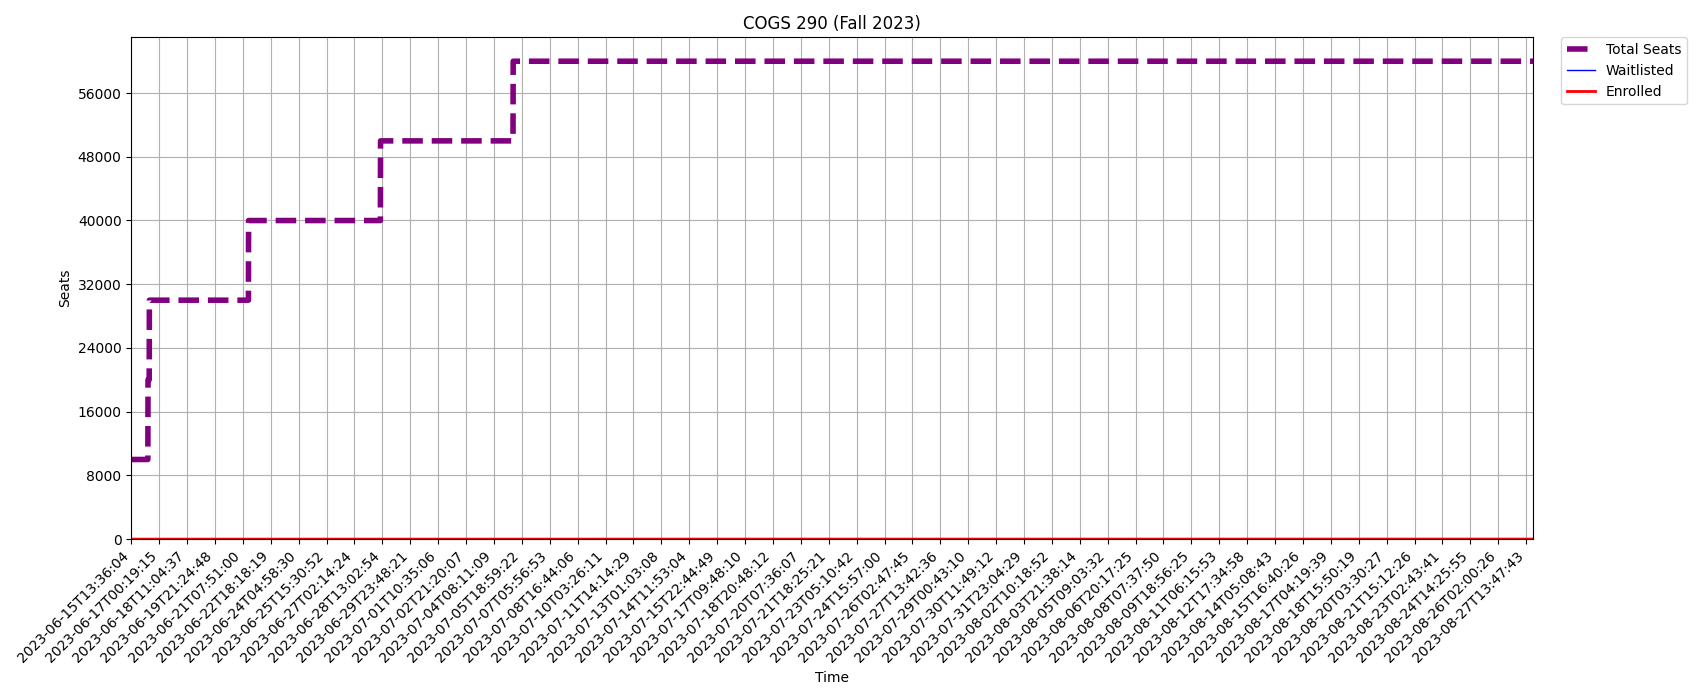 COGS 290 (Fall 2023)
Total Seats
Waitlisted
Enrolled
56000
48000
40000
32000
24000
16000
8000
0
Seats
2023-06-15T13:36:04
2023-06-17T00:19:15
2023-06-18T11:04:37
2023-06-19T21:24:48
2023-06-21T07:51:00
2023-06-22T18:18:19
2023-06-24T04:58:30
2023-06-25T15:30:52
2023-06-27T02:14:24
2023-06-28T13:02:54
2023-06-29T23:48:21
2023-07-01T10:35:06
2023-07-02T21:20:07
2023-07-04T08:11:09
2023-07-05T18:59:22
2023-07-07T05:56:53
2023-07-08T16:44:06
2023-07-10T03:26:11
2023-07-11T14:14:29
2023-07-13T01:03:08
2023-07-14T11:53:04
2023-07-15T22:44:49
2023-07-17T09:48:10
2023-07-18T20:48:12
2023-07-20T07:36:07
2023-07-21T18:25:21
2023-07-23T05:10:42
2023-07-24T15:57:00
2023-07-26T02:47:45
2023-07-27T13:42:36
2023-07-29T00:43:10
2023-07-30T11:49:12
2023-07-31T23:04:29
2023-08-02T10:18:52
2023-08-03T21:38:14
2023-08-05T09:03:32
2023-08-06T20:17:25
2023-08-08T07:37:50
2023-08-09T18:56:25
2023-08-11T06:15:53
2023-08-12T17:34:58
2023-08-14T05:08:43
2023-08-15T16:40:26
2023-08-17T04:19:39
2023-08-18T15:50:19
2023-08-20T03:30:27
2023-08-21T15:12:26
2023-08-23T02:43:41
2023-08-24T14:25:55
2023-08-26T02:00:26
2023-08-27T13:47:43
Time